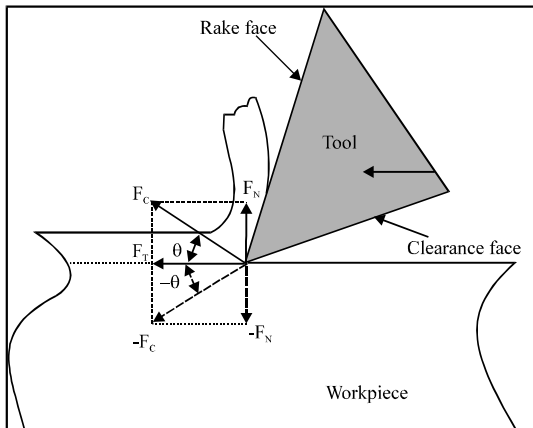 Rake face
Tool
F_C
F_N
Clearance face
θ
F_T
-θ
-F_C
-F_N
Workpiece